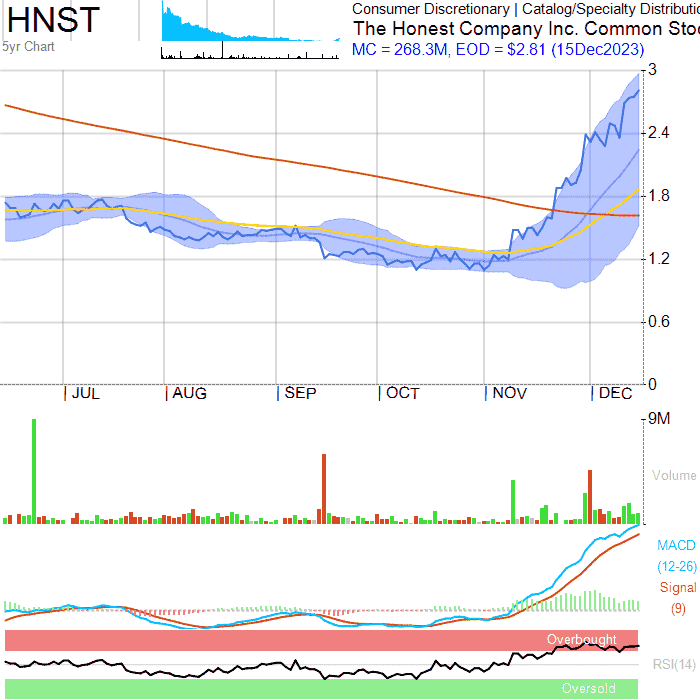 HNST
5yr Chart
Consumer Discretionary | Catalog/Specialty Distributio
The Honest Company Inc. Common Stoc
MC = 268.3M, EOD = $2.81 (15Dec2023)
3
2.4
1.8
1.2
0.6
0
JUL AUG SEP OCT NOV DEC
9M
Volume
MACD
(12-26)
Signal
(9)
Overbought
RSI(14)
Oversold